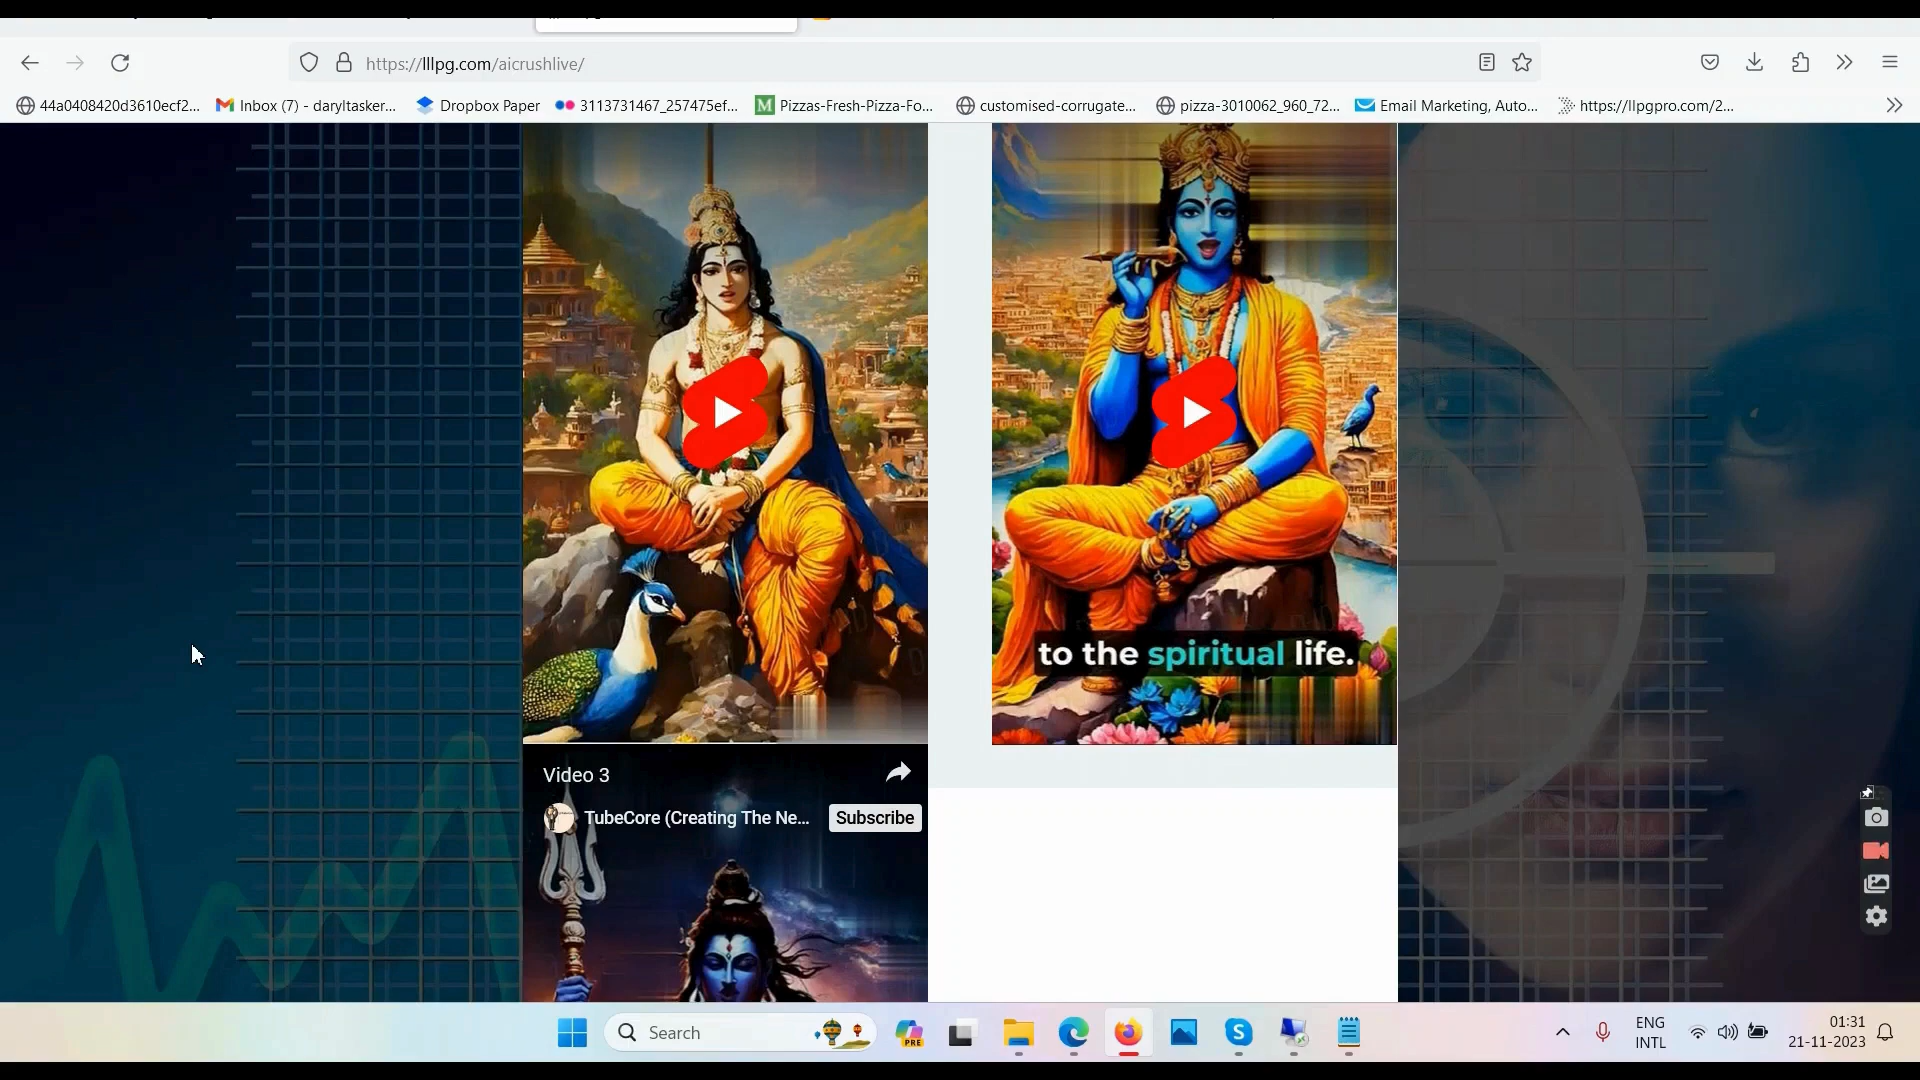 https://lllpg.com/aicrushlive/
44a0408420d3610ecf2...
Inbox (7) - daryltasker...
Dropbox Paper
3113731467_257475ef...
Pizzas-Fresh-Pizza-Fo...
customised-corrugate...
pizza-3010062_960_72...
Email Marketing, Auto...
https://llpgpro.com/2...
to the spiritual life.
Video 3
TubeCore (Creating The Ne...
Subscribe
Search
PRE
ENG
INTL
01:31
21-11-2023